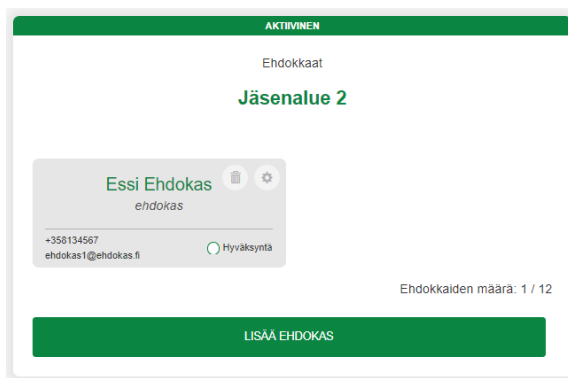 AKTIIVINEN
Ehdokkaat
Jäsenalue 2
Essi Ehdokas
ehdokas
+358134567
ehdokas1@ehdokas.fi
Hyväksyntä
Ehdokkaiden määrä: 1 / 12
LISÄÄ EHDOKAS